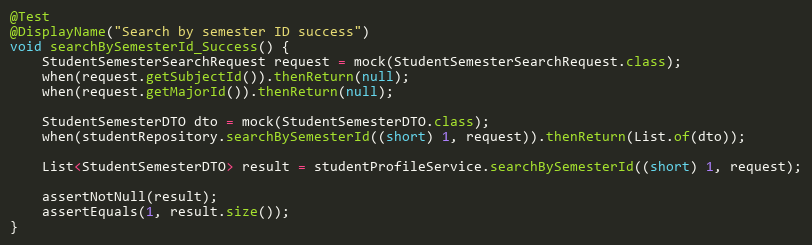 @Test
@DisplayName("Search by semester ID success")
void searchBySemesterId_Success() {
    StudentSemesterSearchRequest request = mock(StudentSemesterSearchRequest.class);
    when(request.getSubjectId()).thenReturn(null);
    when(request.getMajorId()).thenReturn(null);

    StudentSemesterDTO dto = mock(StudentSemesterDTO.class);
    when(studentRepository.searchBySemesterId((short) 1, request)).thenReturn(List.of(dto));

    List<StudentSemesterDTO> result = studentProfileService.searchBySemesterId((short) 1, request);

    assertNotNull(result);
    assertEquals(1, result.size());
}